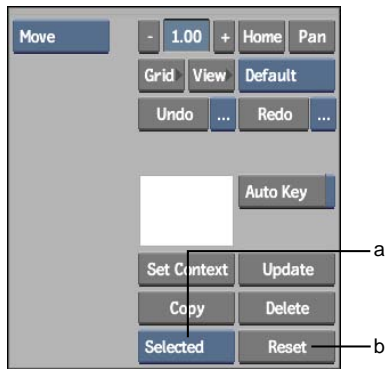 Move - 1.00 + Home Pan
Grid View Default
Undo ... Redo ...
Auto Key
a
Set Context Update
Copy Delete
Selected Reset b